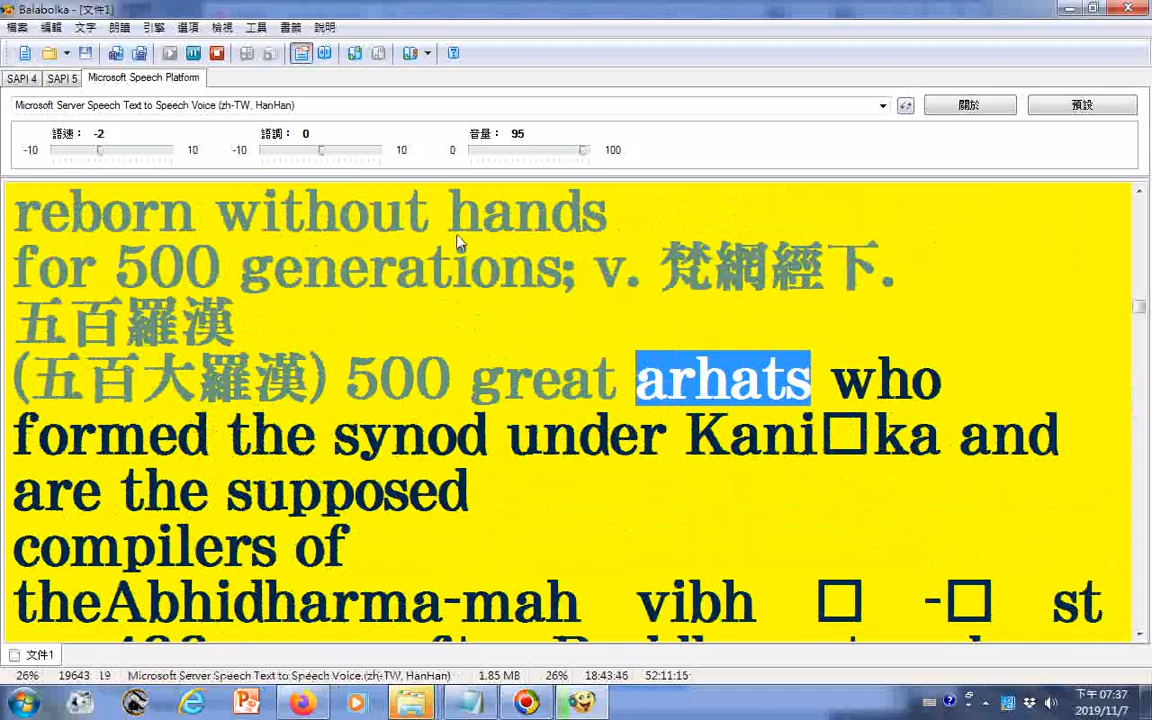 Balabolka - [文件1]
檔案 編輯 文字 朗讀 引擎 選項 檢視 工具 書籤 說明
SAPI 4 SAPI 5 Microsoft Speech Platform
Microsoft Server Speech Text to Speech Voice (zh-TW, HanHan) 關於 預設
語速： -2 語調： 0 音量： 95
-10 10 -10 10 0 100
reborn without hands
for 500 generations; v. 梵網經下.
五百羅漢
(五百大羅漢) 500 great arhats who
formed the synod under Kani□ka and
are the supposed
compilers of
theAbhidharma-mah vibh □ -□ st
文件1
26% 19643 19 Microsoft Server Speech Text to Speech Voice (zh-TW, HanHan) 1.85 MB 26% 18:43:46 52:11:15
下午 07:37
2019/11/7